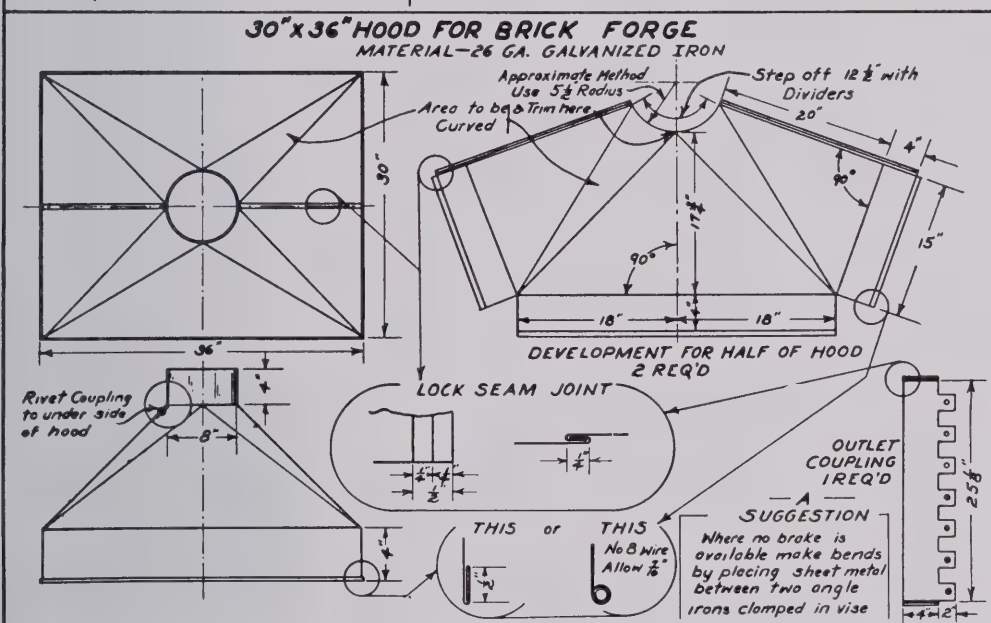 30"x36" HOOD FOR BRICK FORGE
MATERIAL—26 GA. GALVANIZED IRON
Area to be
Curved
30"
36"
Approximate Method
Use 5½" Radius
& Trim here
Step off 12½" with
Dividers
20"
4"
90°
15"
17¾"
90°
4"
18"
18"
DEVELOPMENT FOR HALF OF HOOD
2 REQ'D
Rivet Coupling
to under side
of hood
4"
8"
4"
LOCK SEAM JOINT
¼"
¼"
½
¼"
THIS or THIS
½"
No 8 Wire
Allow 7/16"
OUTLET
COUPLING
1 REQ'D
25⅛"
4"
2"
— A —
SUGGESTION
Where no brake is
available make bends
by placing sheet metal
between two angle
irons clamped in vise